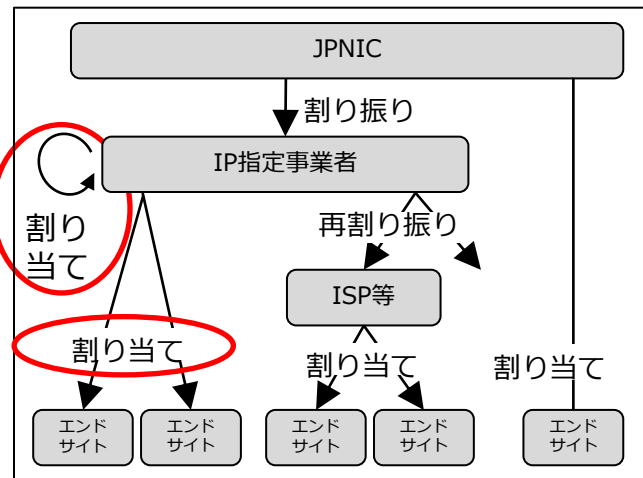 JPNIC
割り振り
IP指定事業者
割り
当て
再割り振り
ISP等
割り当て
割り当て
割り当て
エンド
サイト
エンド
サイト
エンド
サイト
エンド
サイト
エンド
サイト